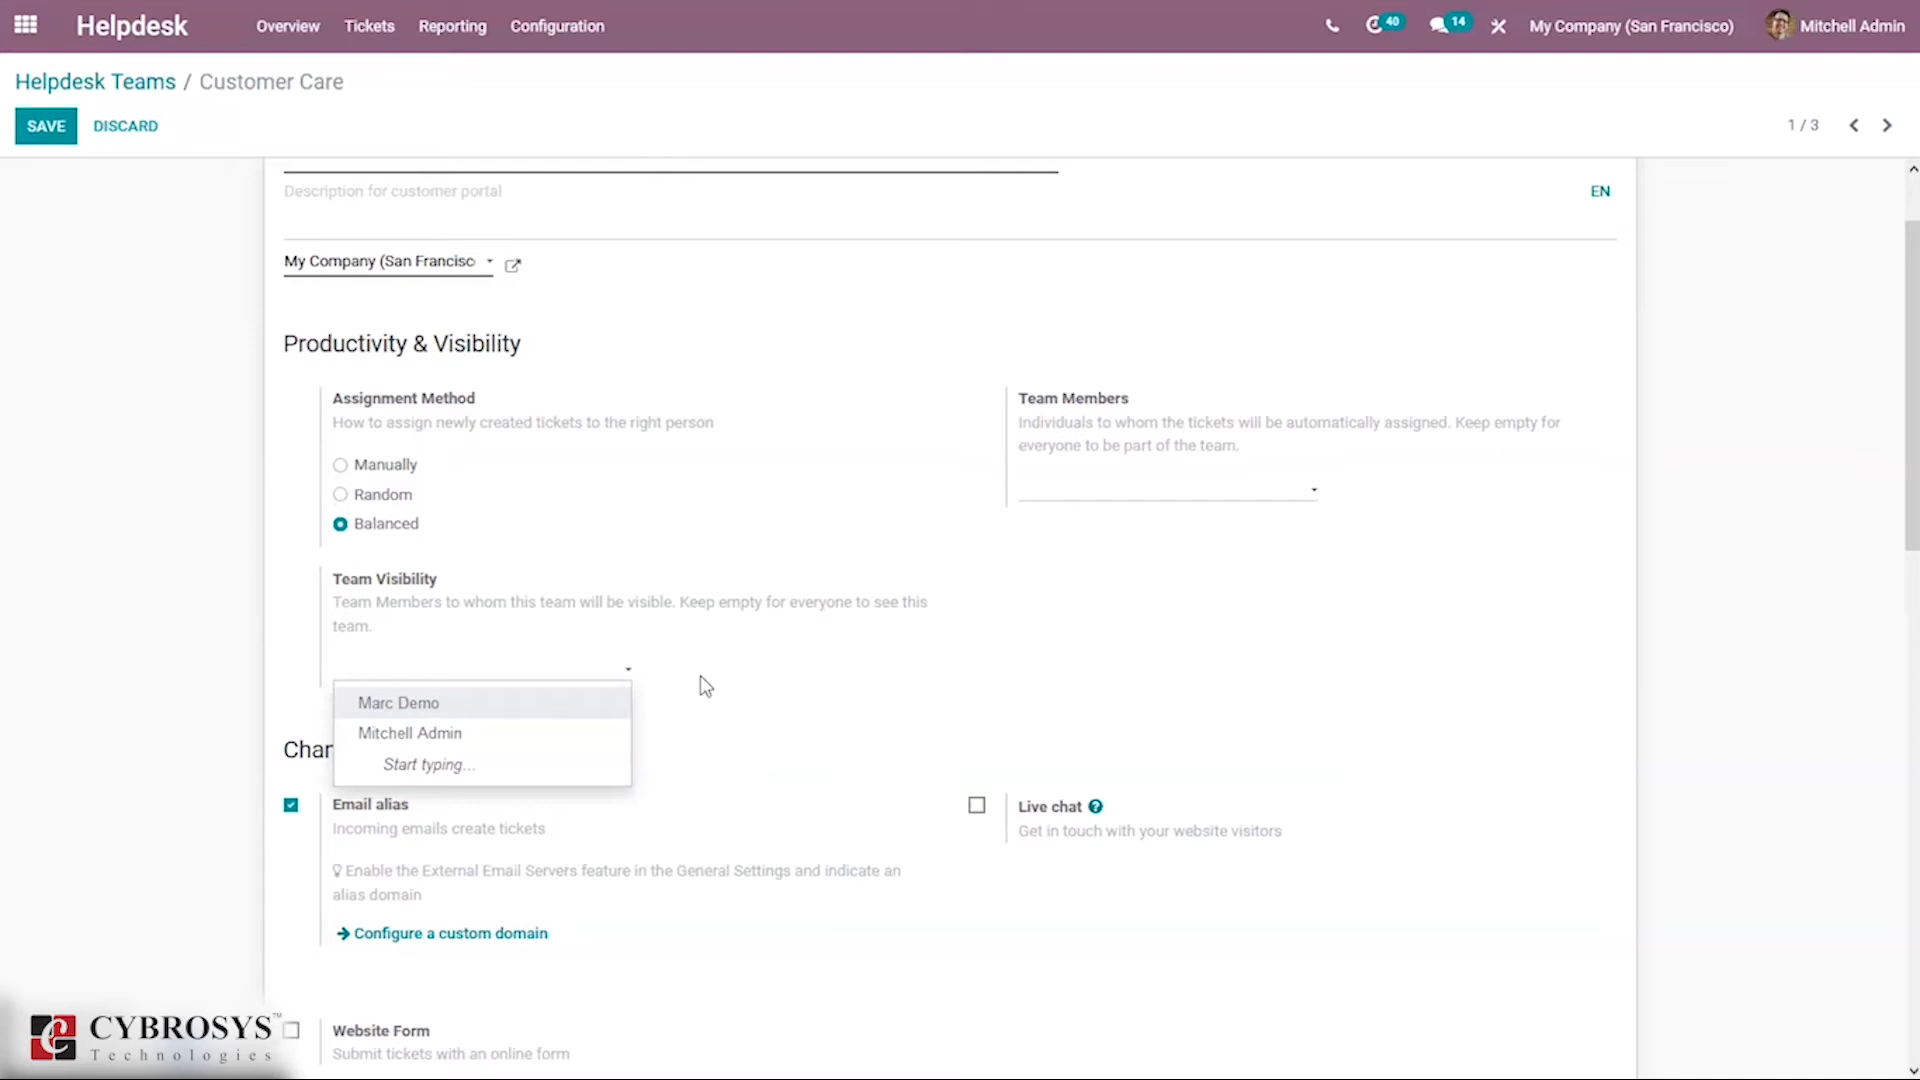 Helpdesk Overview Tickets Reporting Configuration 40 14 My Company (San Francisco) Mitchell Admin
Helpdesk Teams / Customer Care
SAVE DISCARD 1 / 3
Description for customer portal EN
My Company (San Francisc
Productivity & Visibility
Assignment Method
How to assign newly created tickets to the right person
Manually
Random
Balanced
Team Members
Individuals to whom the tickets will be automatically assigned. Keep empty for
everyone to be part of the team.
Team Visibility
Team Members to whom this team will be visible. Keep empty for everyone to see this
team.
Marc Demo
Mitchell Admin
Start typing...
Email alias
Incoming emails create tickets
Enable the External Email Servers feature in the General Settings and indicate an
alias domain
Configure a custom domain
Live chat ?
Get in touch with your website visitors
Website Form
Submit tickets with an online form
CYBROSYS™
Technologies